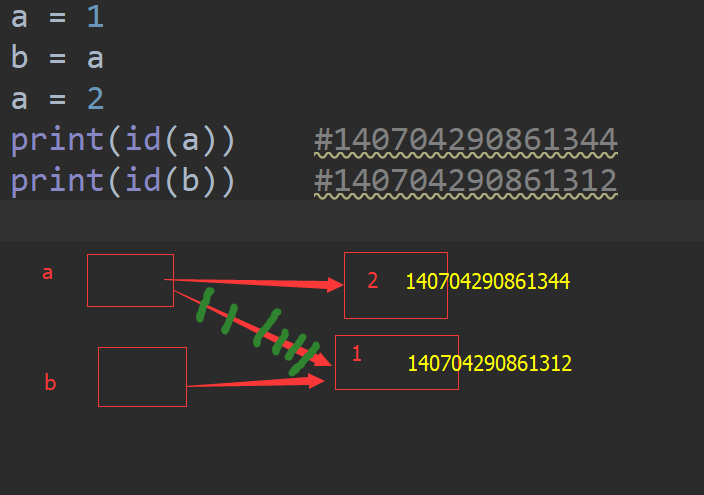 a = 1
b = a
a = 2
print(id(a))    #140704290861344
print(id(b))    #140704290861312
a 2 140704290861344
1 140704290861312
b